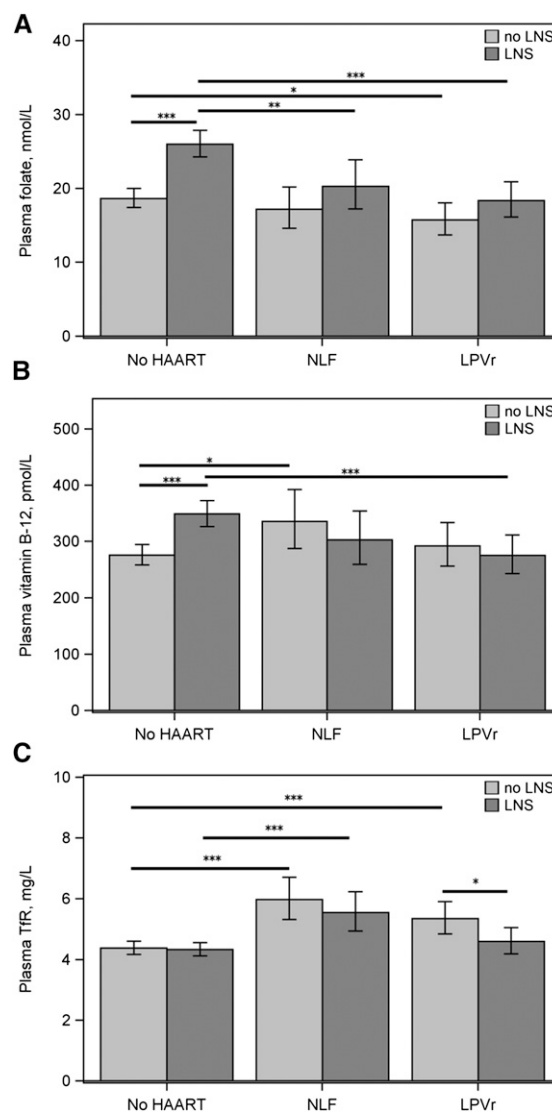 A
40
no LNS
LNS
***
*
30
**
***
Plasma folate, nmol/L
20
10
0
No HAART NLF LPVr
B
no LNS
LNS
500
*
400
***
***
Plasma vitamin B-12, pmol/L
300
200
100
0
No HAART NLF LPVr
C
10
no LNS
LNS
***
8
***
***
*
Plasma TfR, mg/L
6
4
2
0
No HAART NLF LPVr